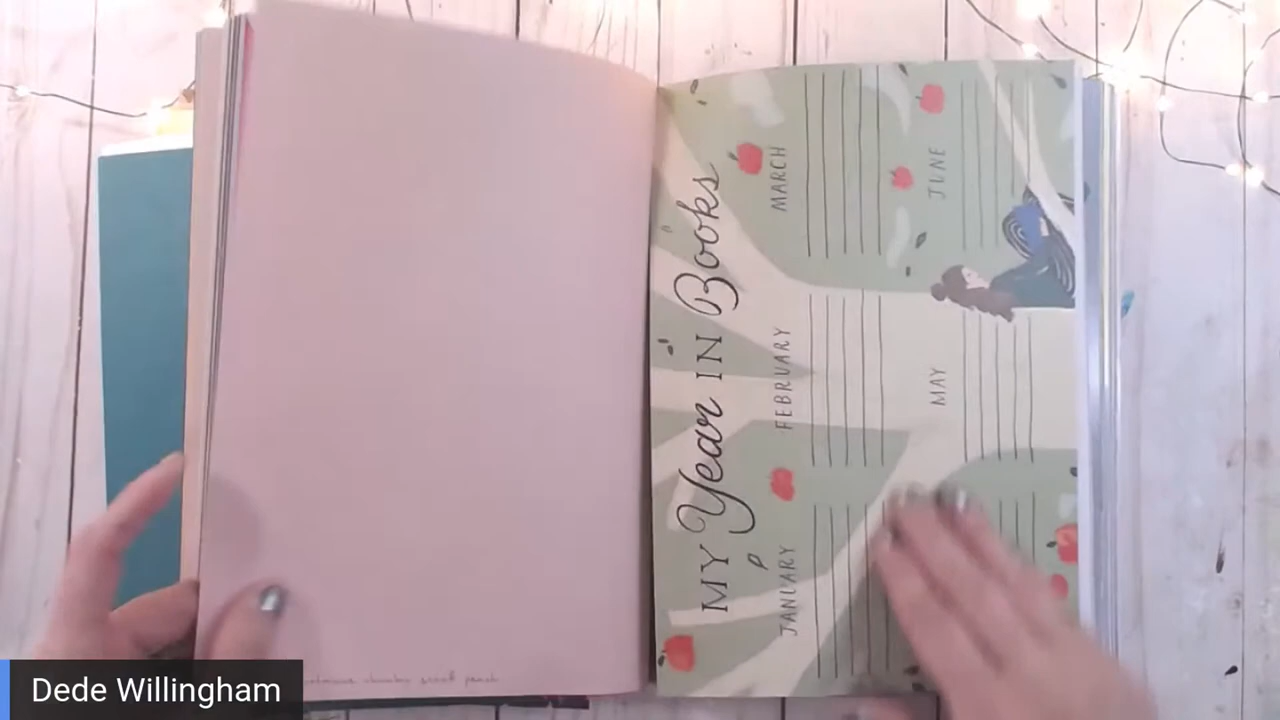 MY Year IN Books
JANUARY
FEBRUARY
MARCH
MAY
JUNE
Dede Willingham